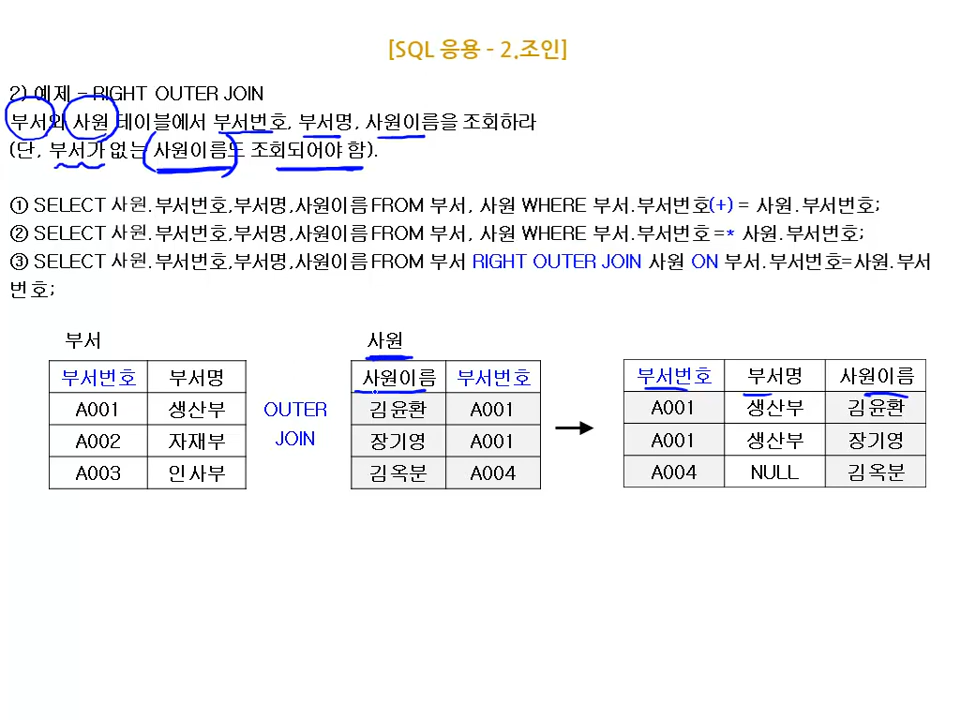 [SQL 응용 - 2.조인]
2) 예제 - RIGHT OUTER JOIN
부서와 사원 테이블에서 부서번호, 부서명, 사원이름을 조회하라
(단, 부서가 없는 사원이름도 조회되어야 함).
① SELECT 사원.부서번호,부서명,사원이름 FROM 부서, 사원 WHERE 부서.부서번호(+) = 사원.부서번호;
② SELECT 사원.부서번호,부서명,사원이름 FROM 부서, 사원 WHERE 부서.부서번호 =* 사원.부서번호;
③ SELECT 사원.부서번호,부서명,사원이름 FROM 부서 RIGHT OUTER JOIN 사원 ON 부서.부서번호=사원.부서
번호;
부서
부서번호 부서명
A001 생산부
A002 자재부
A003 인사부
OUTER
JOIN
사원
사원이름 부서번호
김윤환 A001
장기영 A001
김옥분 A004
부서번호 부서명 사원이름
A001 생산부 김윤환
A001 생산부 장기영
A004 NULL 김옥분